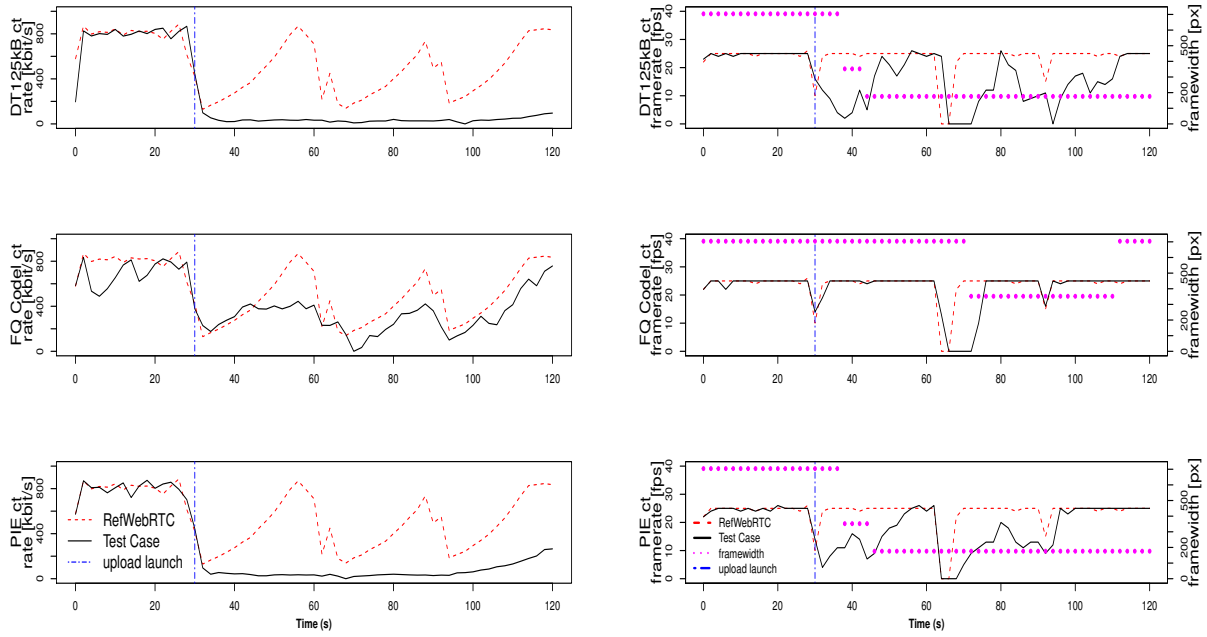 DT125kB ct
rate [kbit/s]
0 400 800
0 20 40 60 80 100 120
DT125kB ct
framerate [fps]
0 10 20 30 40
0 200 500
framewidth [px]
0 20 40 60 80 100 120
FQ Codel ct
rate [kbit/s]
0 400 800
0 20 40 60 80 100 120
FQ Codel ct
framerate [fps]
0 10 20 30 40
0 200 500
framewidth [px]
0 20 40 60 80 100 120
PIE ct
rate [kbit/s]
0 400 800
RefWebRTC
Test Case
upload launch
0 20 40 60 80 100 120
Time (s)
PIE ct
framerate [fps]
0 10 20 30 40
RefWebRTC
Test Case
framewidth
upload launch
0 200 500
framewidth [px]
0 20 40 60 80 100 120
Time (s)